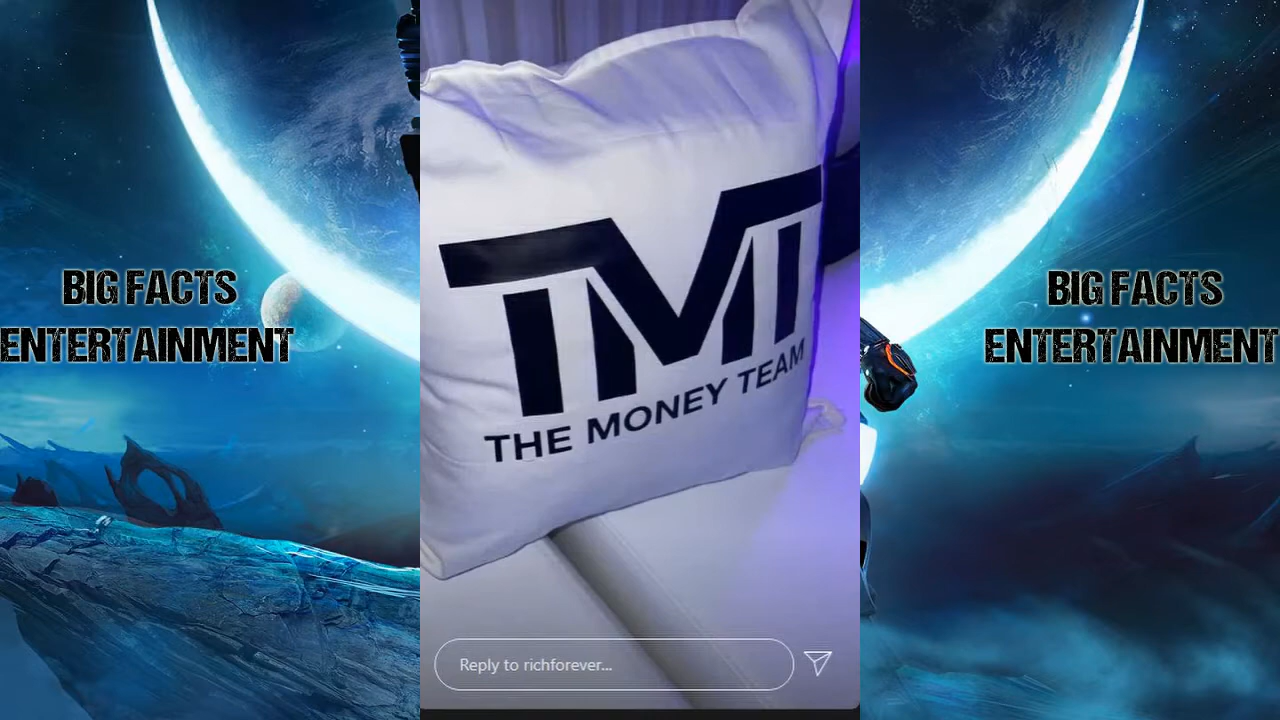 BIG FACTS
ENTERTAINMENT
TMT
THE MONEY TEAM
Reply to richforever...
BIG FACTS
ENTERTAINMENT